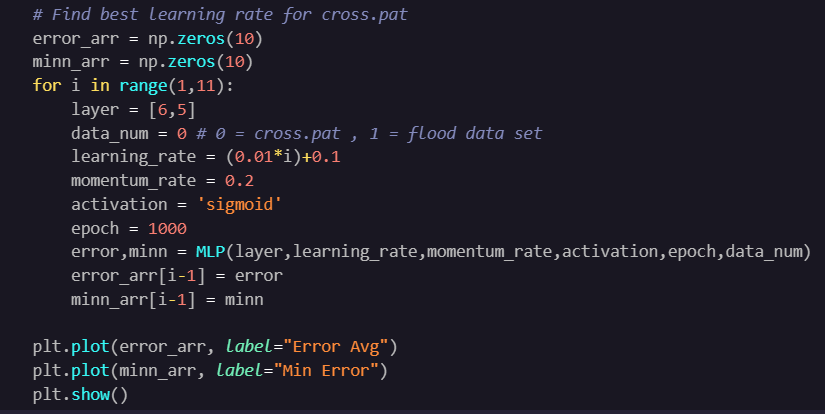 # Find best learning rate for cross.pat
error_arr = np.zeros(10)
minn_arr = np.zeros(10)
for i in range(1,11):
    layer = [6,5]
    data_num = 0 # 0 = cross.pat , 1 = flood data set
    learning_rate = (0.01*i)+0.1
    momentum_rate = 0.2
    activation = 'sigmoid'
    epoch = 1000
    error,minn = MLP(layer,learning_rate,momentum_rate,activation,epoch,data_num)
    error_arr[i-1] = error
    minn_arr[i-1] = minn

plt.plot(error_arr, label="Error Avg")
plt.plot(minn_arr, label="Min Error")
plt.show()